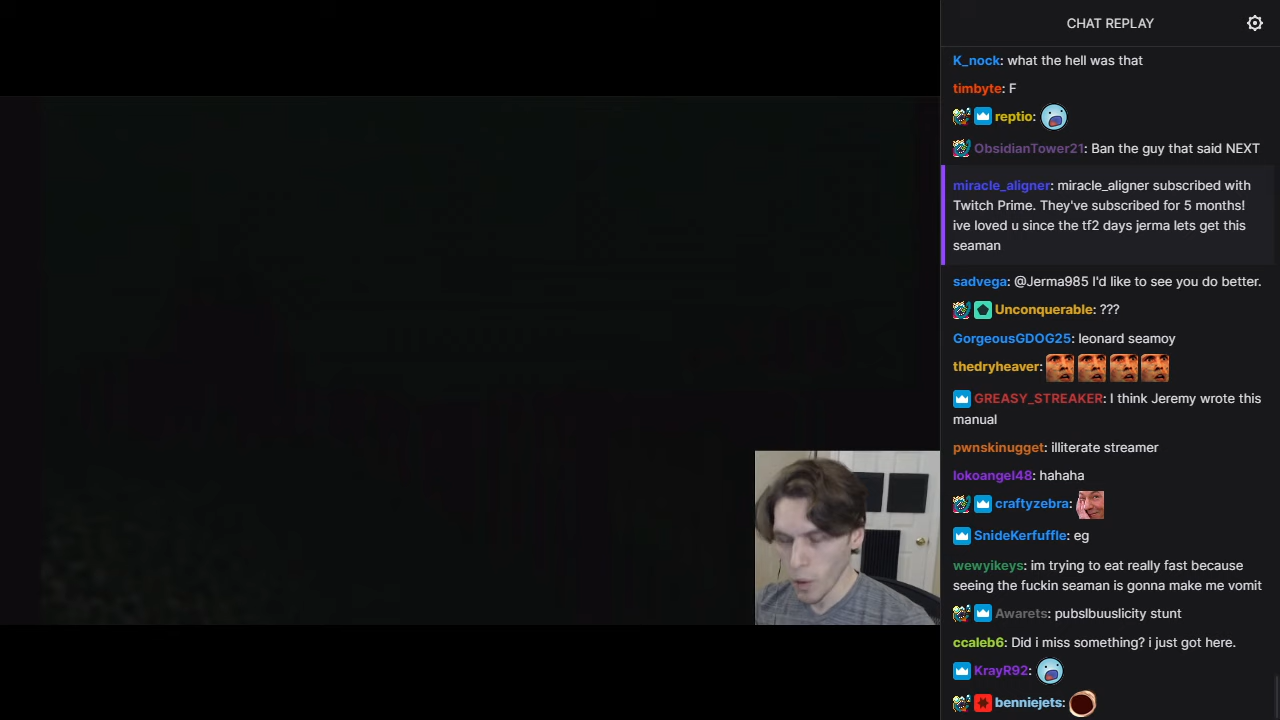 CHAT REPLAY
K_nock: what the hell was that
timbyte: F
reptio:
ObsidianTower21: Ban the guy that said NEXT
miracle_aligner: miracle_aligner subscribed with
Twitch Prime. They've subscribed for 5 months!
ive loved u since the tf2 days jerma lets get this
seaman
sadvega: @Jerma985 I'd like to see you do better.
Unconquerable: ???
GorgeousGDOG25: leonard seamoy
thedryheaver:
GREASY_STREAKER: I think Jeremy wrote this
manual
pwnskinugget: illiterate streamer
lokoangel48: hahaha
craftyzebra:
SnideKerfuffle: eg
wewyikeys: im trying to eat really fast because
seeing the fuckin seaman is gonna make me vomit
Awarets: pubslbuuslicity stunt
ccaleb6: Did i miss something? i just got here.
KrayR92:
benniejets: